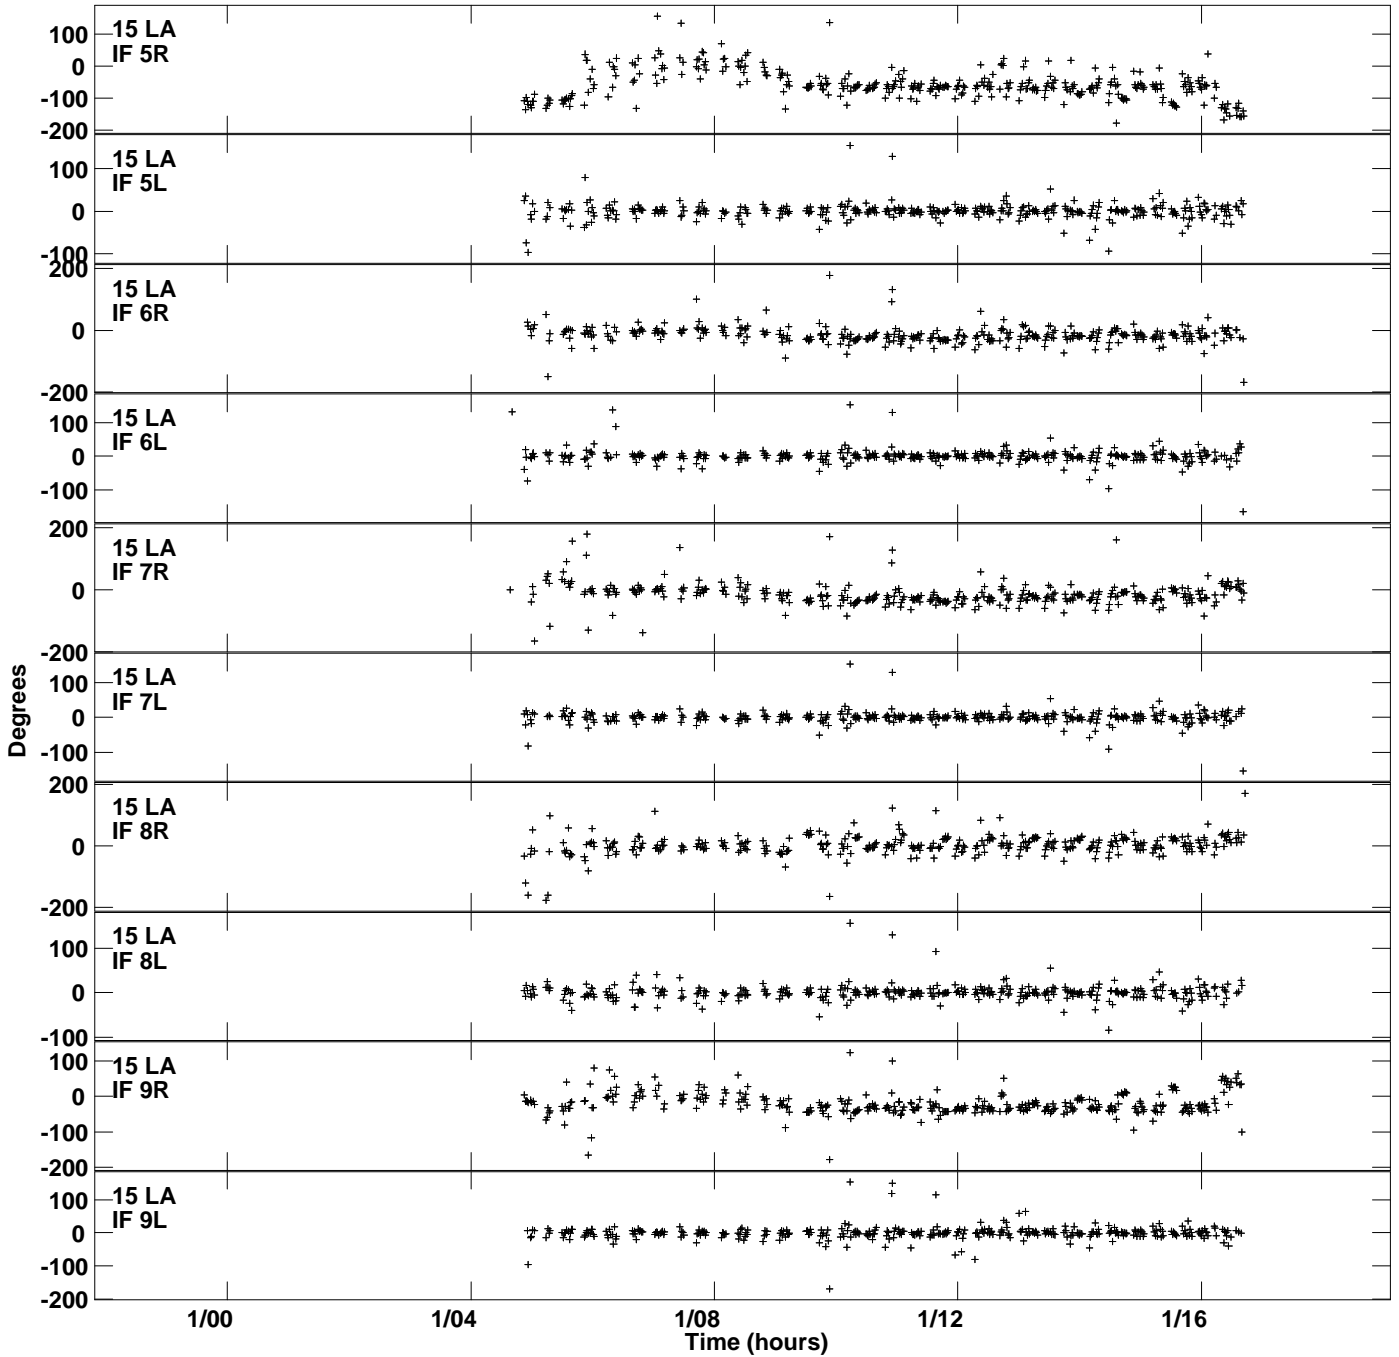 100
0
-100
-200
15 LA
IF 5R
100
0
-100
15 LA
IF 5L
200
0
-200
15 LA
IF 6R
100
0
-100
15 LA
IF 6L
200
0
-200
15 LA
IF 7R
100
0
-100
15 LA
IF 7L
200
0
-200
15 LA
IF 8R
100
0
-100
15 LA
IF 8L
100
0
-100
-200
15 LA
IF 9R
100
0
-100
-200
15 LA
IF 9L
Degrees
1/00 1/04 1/08 1/12 1/16
Time (hours)